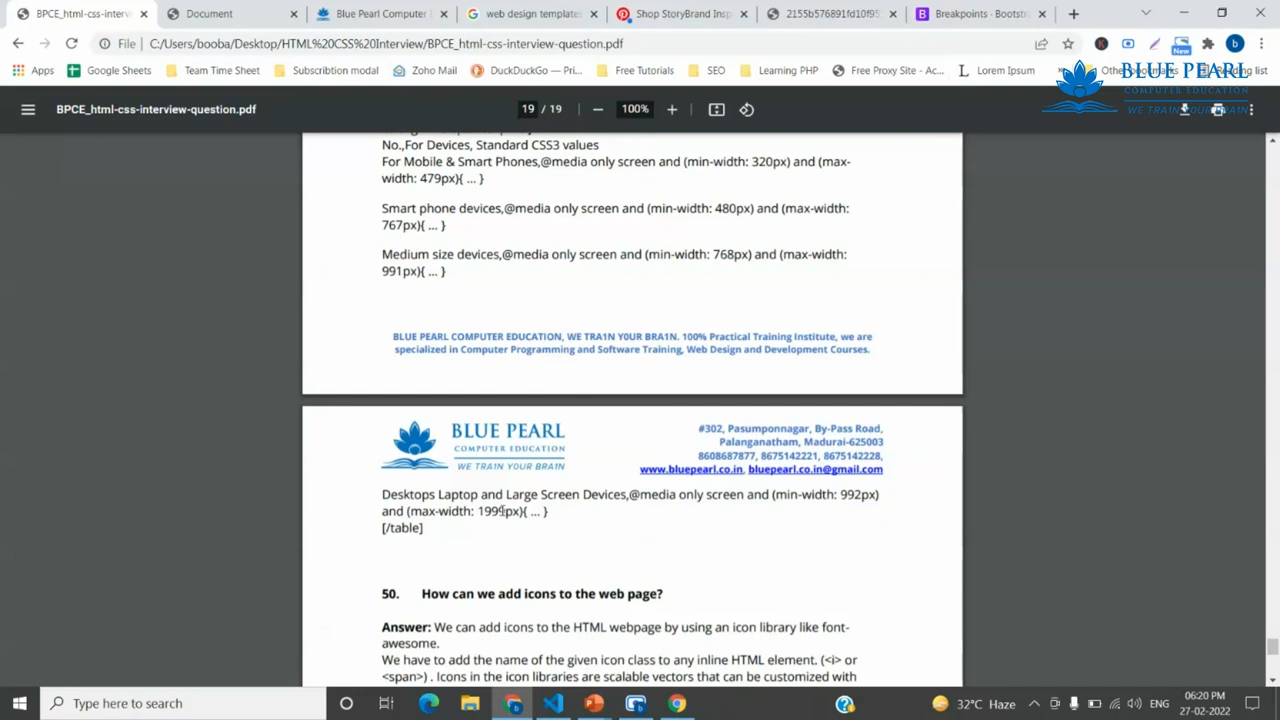 BPCE_html-css-interv
Document
Blue Pearl Computer
web design templates
Shop StoryBrand Insp
2155b576891fd10f95
Breakpoints · Bootstr
File
C:/Users/booba/Desktop/HTML%20CSS%20Interview/BPCE_html-css-interview-question.pdf
New
b
Apps
Google Sheets
Team Time Sheet
Subscribtion modal
Zoho Mail
DuckDuckGo — Pri...
Free Tutorials
SEO
Learning PHP
Free Proxy Site - Ac...
Lorem Ipsum
Other bookmarks
Reading list
BLUE PEARL
COMPUTER EDUCATION
WE TRA1N Y0UR BRA1N
BPCE_html-css-interview-question.pdf
19 / 19
100%
No.,For Devices, Standard CSS3 values
For Mobile & Smart Phones,@media only screen and (min-width: 320px) and (max-
width: 479px){ ... }
Smart phone devices,@media only screen and (min-width: 480px) and (max-width:
767px){ ... }
Medium size devices,@media only screen and (min-width: 768px) and (max-width:
991px){ ... }
BLUE PEARL COMPUTER EDUCATION, WE TRA1N Y0UR BRA1N. 100% Practical Training Institute, we are
specialized in Computer Programming and Software Training, Web Design and Development Courses.
BLUE PEARL
COMPUTER EDUCATION
WE TRA1N YOUR BRA1N
#302, Pasumponnagar, By-Pass Road,
Palanganatham, Madurai-625003
8608687877, 8675142221, 8675142228,
www.bluepearl.co.in, bluepearl.co.in@gmail.com
Desktops Laptop and Large Screen Devices,@media only screen and (min-width: 992px)
and (max-width: 1999px){ ... }
[/table]
50. How can we add icons to the web page?
Answer: We can add icons to the HTML webpage by using an icon library like font-
awesome.
We have to add the name of the given icon class to any inline HTML element. (<i> or
<span>) . Icons in the icon libraries are scalable vectors that can be customized with
Type here to search
32°C Haze
ENG
06:20 PM
27-02-2022